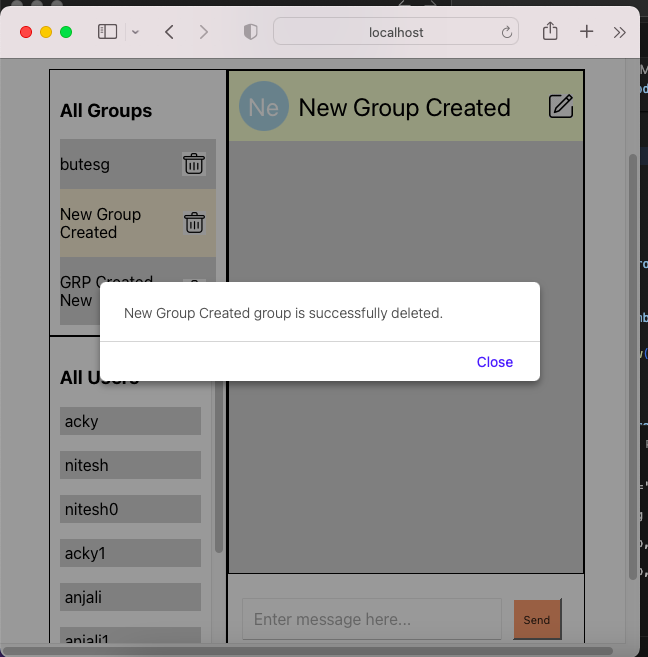 localhost
All Groups
Ne
New Group Created
butesg
New Group
Created
GRP Created
New
New Group Created group is successfully deleted.
Close
All Users
acky
nitesh
nitesh0
acky1
anjali
anjali1
Enter message here...
Send